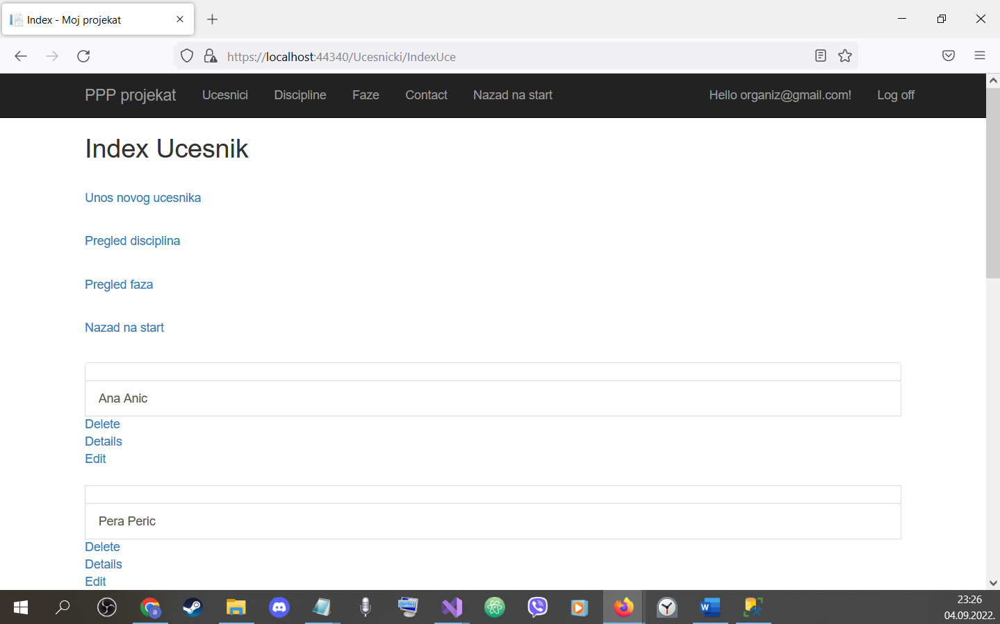 Index - Moj projekat
https://localhost:44340/Ucesnicki/IndexUce
PPP projekat Ucesnici Discipline Faze Contact Nazad na start Hello organiz@gmail.com! Log off
Index Ucesnik
Unos novog ucesnika
Pregled disciplina
Pregled faza
Nazad na start
Ana Anic
Delete
Details
Edit
Pera Peric
Delete
Details
Edit
23:26
04.09.2022.